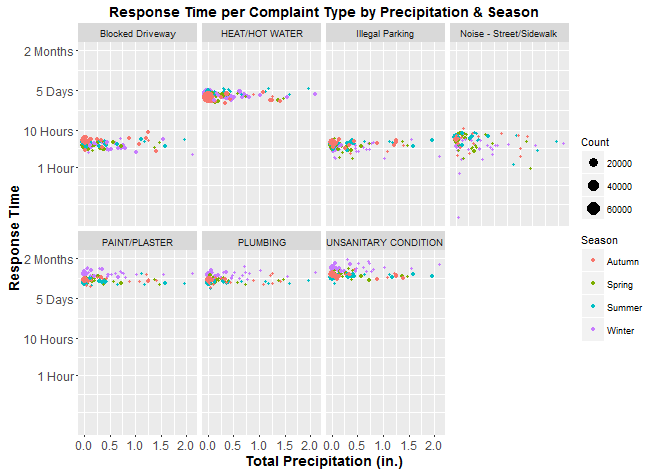 Response Time per Complaint Type by Precipitation & Season
Blocked Driveway
HEAT/HOT WATER
Illegal Parking
Noise - Street/Sidewalk
2 Months
5 Days
10 Hours
1 Hour
PAINT/PLASTER
PLUMBING
UNSANITARY CONDITION
2 Months
5 Days
10 Hours
1 Hour
Response Time
0.0 0.5 1.0 1.5 2.0
0.0 0.5 1.0 1.5 2.0
0.0 0.5 1.0 1.5 2.0
Total Precipitation (in.)
Count
20000
40000
60000
Season
Autumn
Spring
Summer
Winter